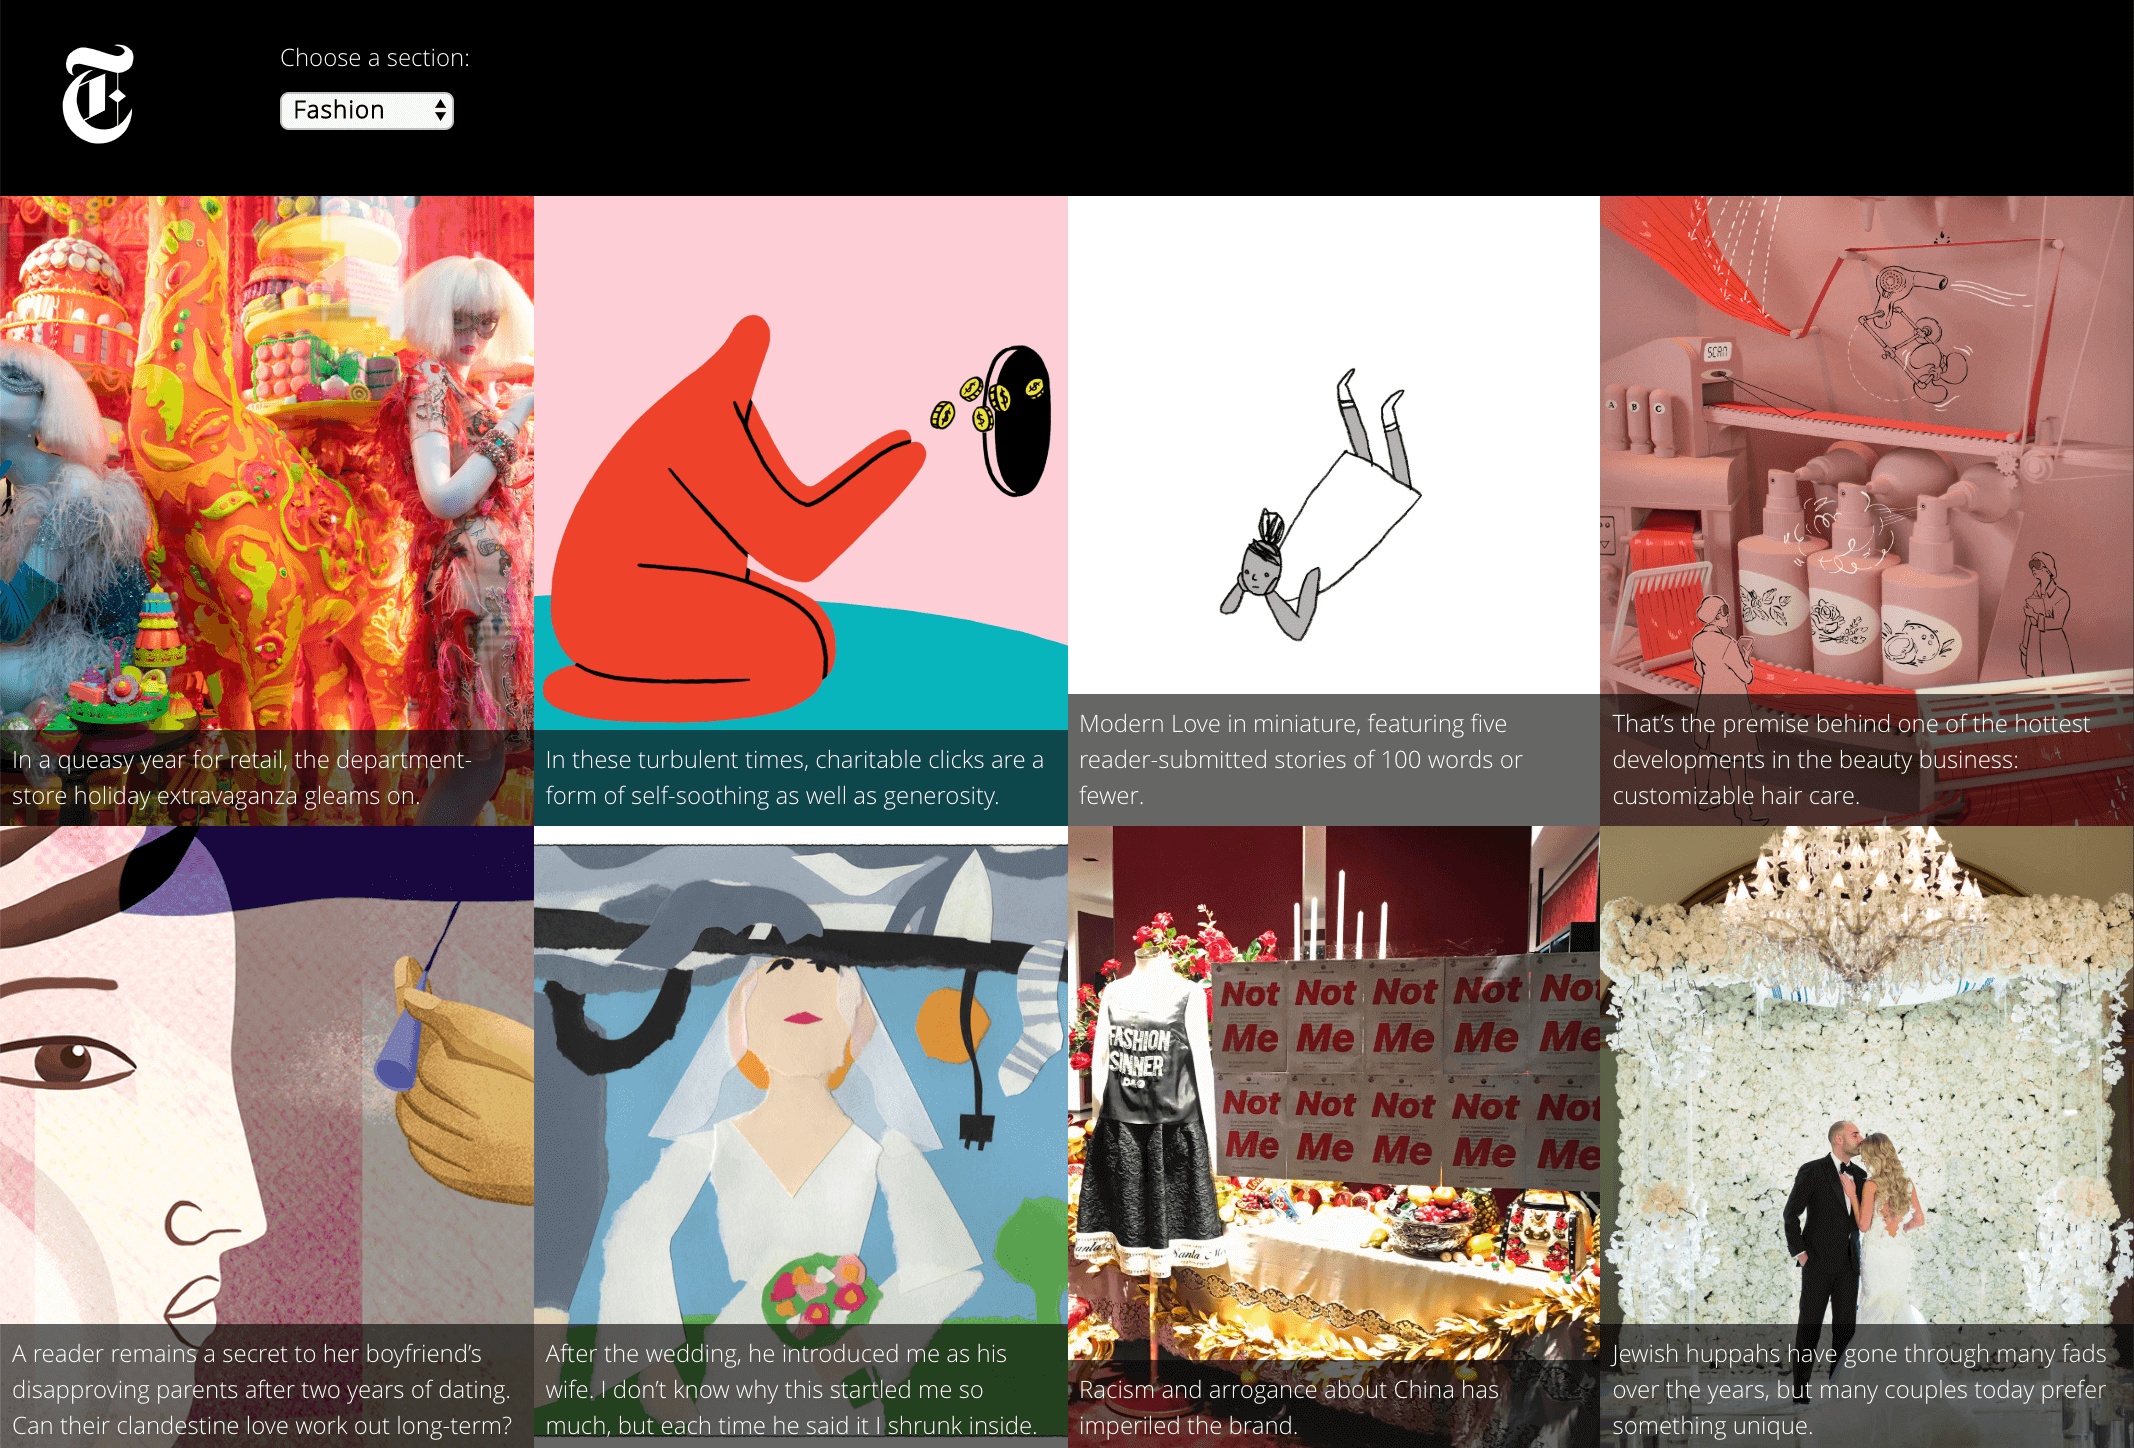 T
Choose a section:
Fashion
SCAN
A B C
In a queasy year for retail, the department-
store holiday extravaganza gleams on.
In these turbulent times, charitable clicks are a
form of self-soothing as well as generosity.
Modern Love in miniature, featuring five
reader-submitted stories of 100 words or
fewer.
That’s the premise behind one of the hottest
developments in the beauty business:
customizable hair care.
Not Not Not Not Not
Me Me Me Me Me
FASHION
SINNER
Not Not Not Not Not
Me Me Me Me Me
A reader remains a secret to her boyfriend’s
disapproving parents after two years of dating.
Can their clandestine love work out long-term?
After the wedding, he introduced me as his
wife. I don’t know why this startled me so
much, but each time he said it I shrunk inside.
Racism and arrogance about China has
imperiled the brand.
Jewish huppahs have gone through many fads
over the years, but many couples today prefer
something unique.